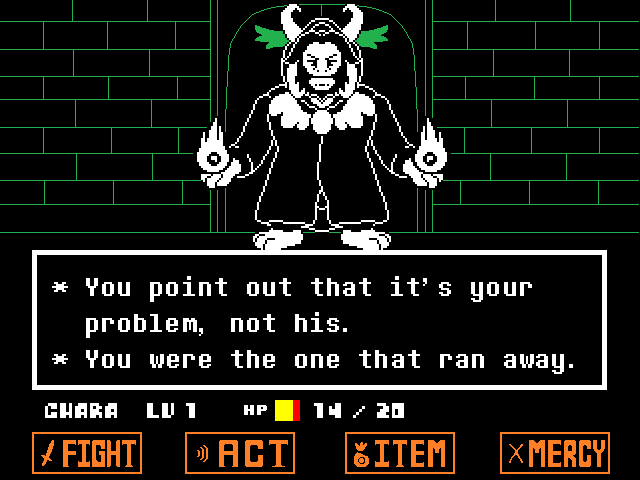 * You point out that it's your
problem, not his.
* You were the one that ran away.
CHARA LV 1 HP 14 / 20
FIGHT ACT ITEM MERCY